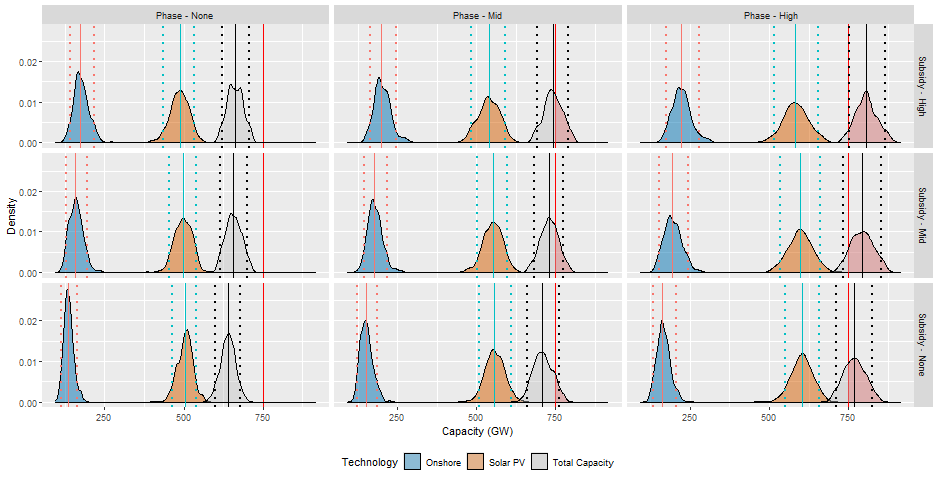 Phase - None
Phase - Mid
Phase - High
Density
0.02
0.01
0.00
Subsidy - High
0.02
0.01
0.00
Subsidy - Mid
0.02
0.01
0.00
Subsidy - None
250
500
750
250
500
750
250
500
750
Capacity (GW)
Technology
Onshore
Solar PV
Total Capacity